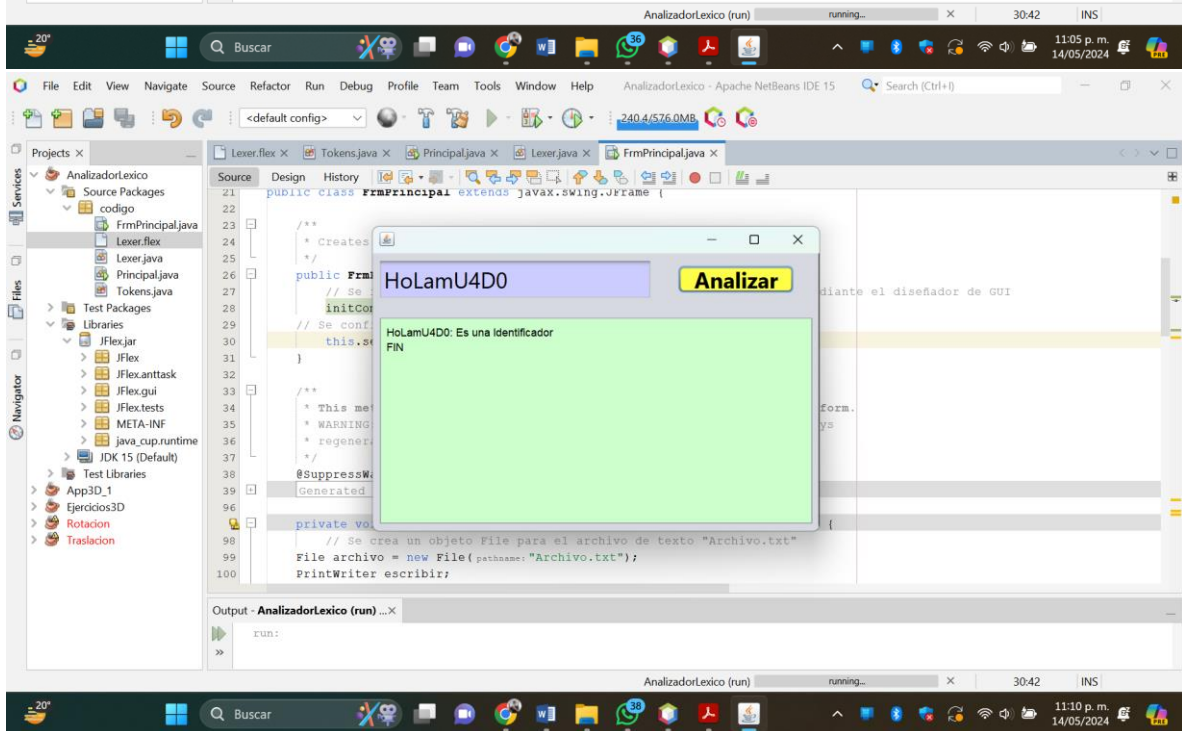 AnalizadorLexico (run) running... 30:42 INS
20° Buscar 36 11:05 p. m.
14/05/2024
File Edit View Navigate Source Refactor Run Debug Profile Team Tools Window Help AnalizadorLexico - Apache NetBeans IDE 15 Search (Ctrl+I)
<default config> 240.4/576.0MB
Projects Lexer.flex Tokens.java Principal.java Lexer.java FrmPrincipal.java
Services
Files
Navigator
AnalizadorLexico
Source Packages
codigo
FrmPrincipal.java
Lexer.flex
Lexer.java
Principal.java
Tokens.java
Test Packages
Libraries
JFlex.jar
JFlex
JFlex.anttask
JFlex.gui
JFlex.tests
META-INF
java_cup.runtime
JDK 15 (Default)
Test Libraries
App3D_1
Ejercicios3D
Rotacion
Traslacion
Source Design History
21 public class FrmPrincipal extends javax.swing.JFrame {
22
23 /**
24 * Creates
25 */
26 public Frm
27 // Se diante el diseñador de GUI
28 initCo
29 // Se conf
30 this.se
31 }
32
33 /**
34 * This me form.
35 * WARNING ys
36 * regener
37 */
38 @SuppressWa
39 Generated
96
private vo {
98 // Se crea un objeto File para el archivo de texto "Archivo.txt"
99 File archivo = new File( pathname: "Archivo.txt");
100 PrintWriter escribir;
HoLamU4D0 Analizar
HoLamU4D0: Es una Identificador
FIN
Output - AnalizadorLexico (run) ...
run:
AnalizadorLexico (run) running... 30:42 INS
20° Buscar 38 11:10 p. m.
14/05/2024